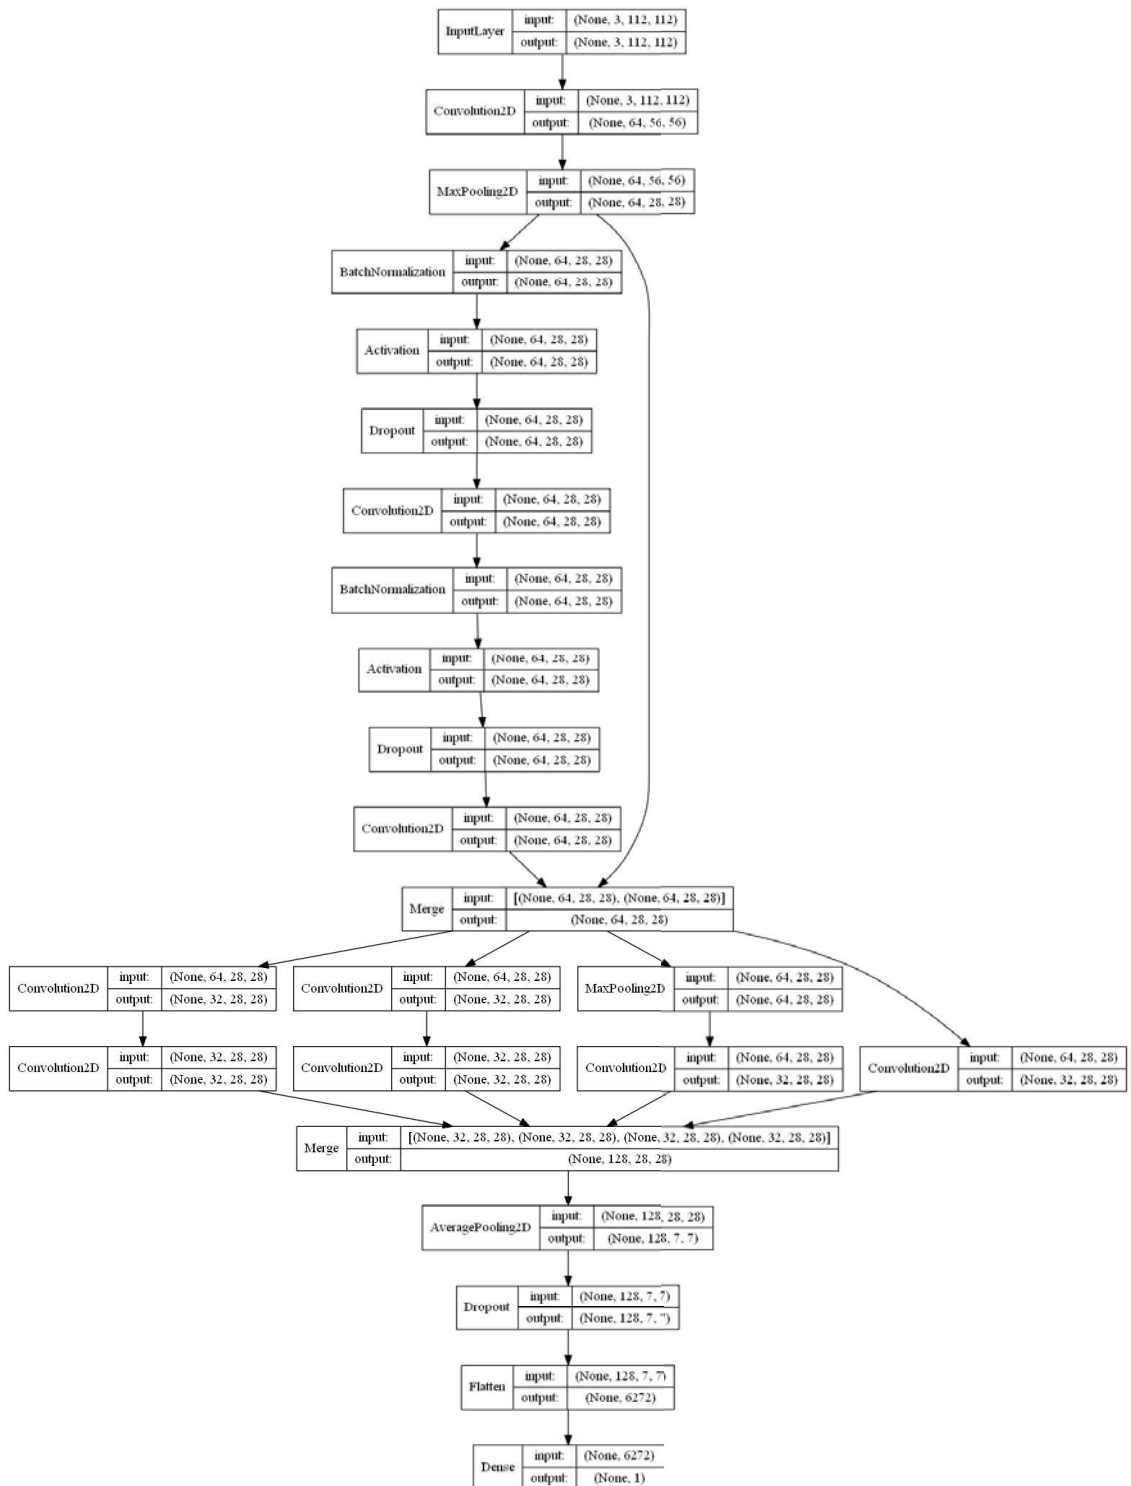 InputLayer input: (None, 3, 112, 112)
output: (None, 3, 112, 112)
Convolution2D input: (None, 3, 112, 112)
output: (None, 64, 56, 56)
MaxPooling2D input: (None, 64, 56, 56)
output: (None, 64, 28, 28)
BatchNormalization input: (None, 64, 28, 28)
output: (None, 64, 28, 28)
Activation input: (None, 64, 28, 28)
output: (None, 64, 28, 28)
Dropout input: (None, 64, 28, 28)
output: (None, 64, 28, 28)
Convolution2D input: (None, 64, 28, 28)
output: (None, 64, 28, 28)
BatchNormalization input: (None, 64, 28, 28)
output: (None, 64, 28, 28)
Activation input: (None, 64, 28, 28)
output: (None, 64, 28, 28)
Dropout input: (None, 64, 28, 28)
output: (None, 64, 28, 28)
Convolution2D input: (None, 64, 28, 28)
output: (None, 64, 28, 28)
Merge input: [(None, 64, 28, 28), (None, 64, 28, 28)]
output: (None, 64, 28, 28)
Convolution2D input: (None, 64, 28, 28)
output: (None, 32, 28, 28)
Convolution2D input: (None, 64, 28, 28)
output: (None, 32, 28, 28)
MaxPooling2D input: (None, 64, 28, 28)
output: (None, 64, 28, 28)
Convolution2D input: (None, 32, 28, 28)
output: (None, 32, 28, 28)
Convolution2D input: (None, 32, 28, 28)
output: (None, 32, 28, 28)
Convolution2D input: (None, 64, 28, 28)
output: (None, 32, 28, 28)
Convolution2D input: (None, 64, 28, 28)
output: (None, 32, 28, 28)
Merge input: [(None, 32, 28, 28), (None, 32, 28, 28), (None, 32, 28, 28), (None, 32, 28, 28)]
output: (None, 128, 28, 28)
AveragePooling2D input: (None, 128, 28, 28)
output: (None, 128, 7, 7)
Dropout input: (None, 128, 7, 7)
output: (None, 128, 7, )
Flatten input: (None, 128, 7, 7)
output: (None, 6272)
Dense input: (None, 6272)
output: (None, 1)